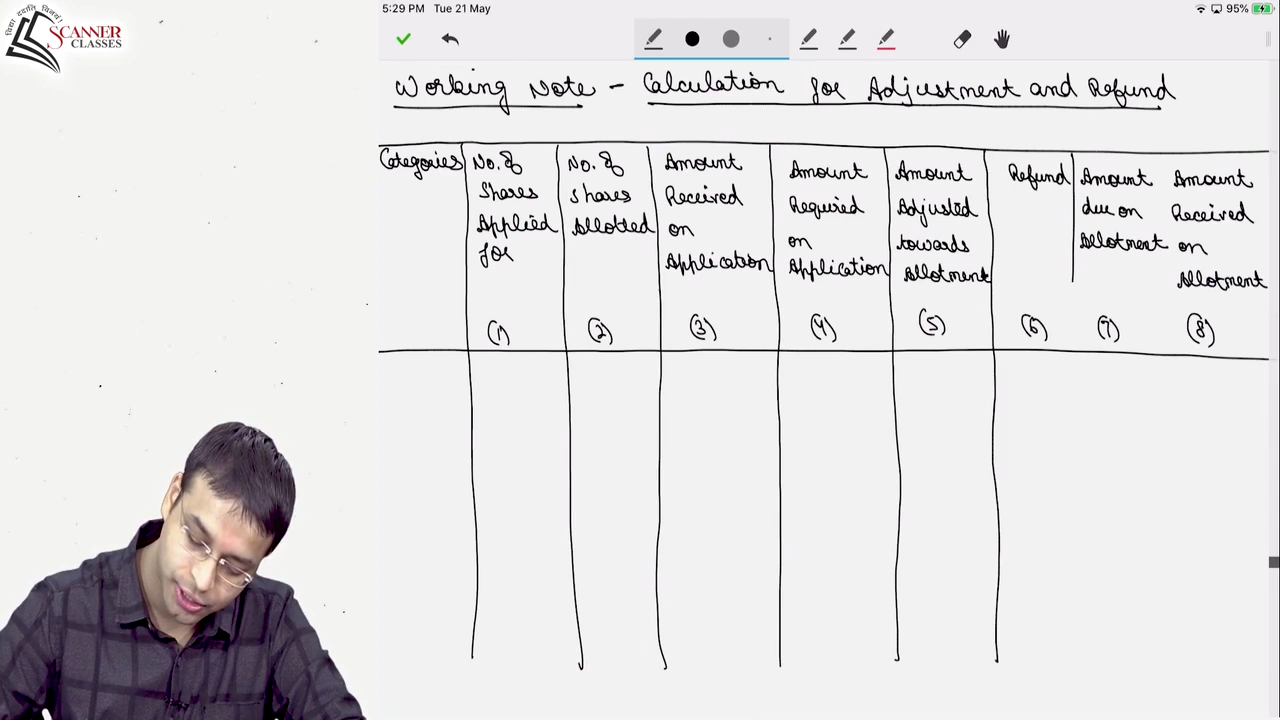 विद्या ददाति विनयं।
SCANNER
CLASSES
5:29 PM Tue 21 May
95%
Working Note - Calculation for Adjustment and Refund
Categories
No. of
Shares
Applied
for
(1)
No. of
Shares
Allotted
(2)
Amount
Received
on
Application
(3)
Amount
Required
on
Application
(4)
Amount
Adjusted
towards
Allotment
(5)
Refund
(6)
Amount
due on
Allotment
(7)
Amount
Received
on
Allotment
(8)